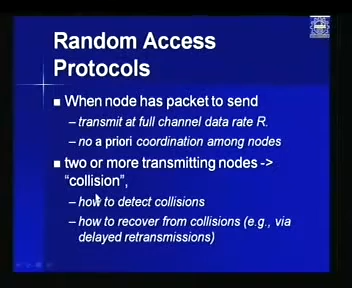 Random Access
Protocols
When node has packet to send
– transmit at full channel data rate R.
– no a priori coordination among nodes
two or more transmitting nodes ->
“collision”,
– how to detect collisions
– how to recover from collisions (e.g., via
delayed retransmissions)